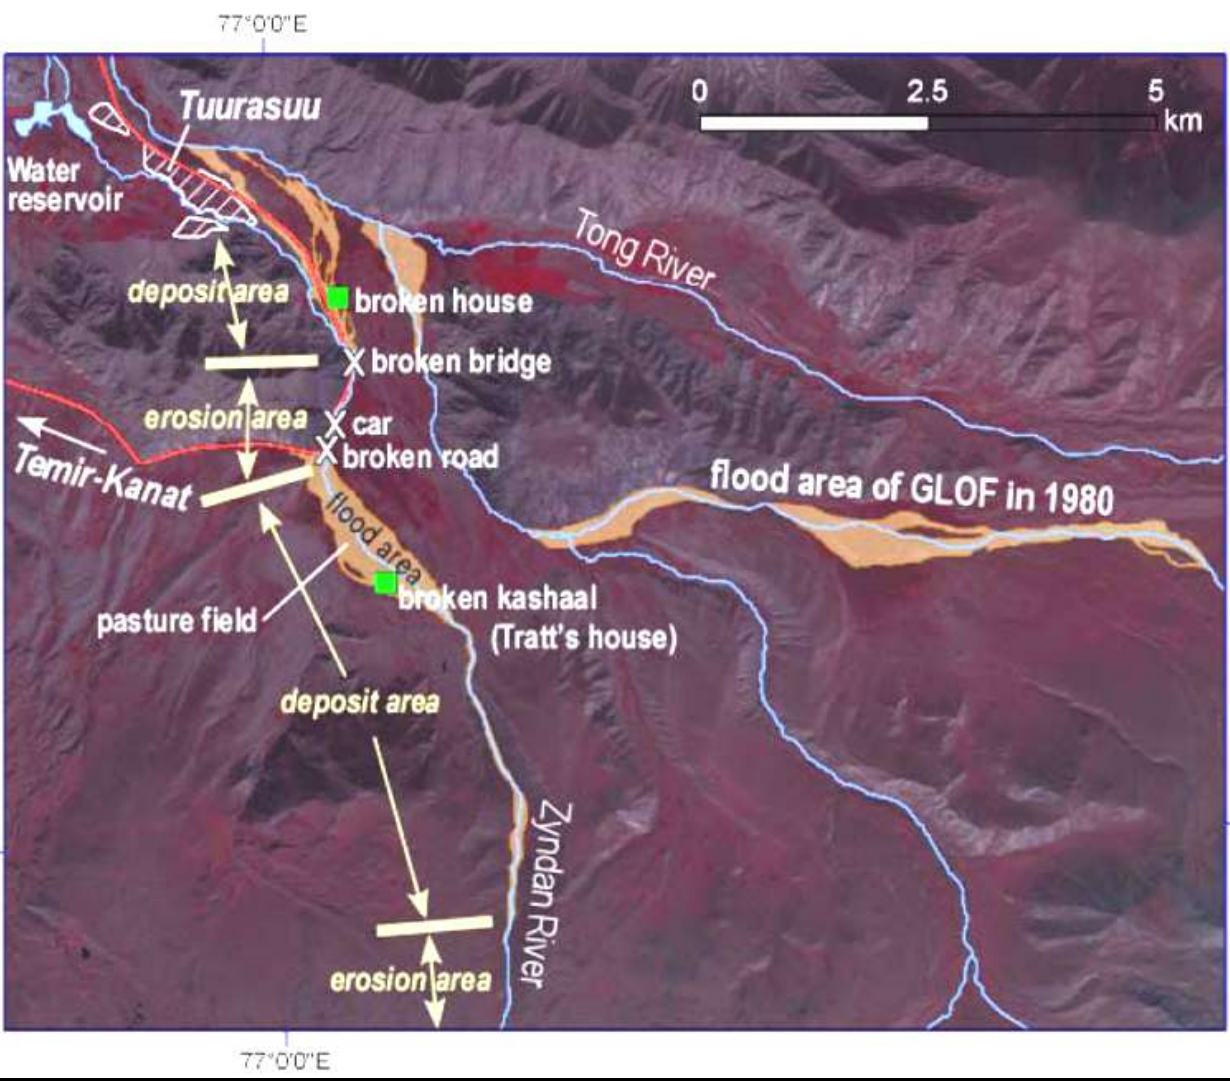 77°0'0"E
0 2.5 5
km
Tuurasuu
Water
reservoir
Tong River
deposit area
broken house
broken bridge
erosion area
car
broken road
Temir-Kanat
flood area of GLOF in 1980
flood area
broken kashaal
pasture field
(Tratt's house)
deposit area
Zyndan River
erosion area
77°0'0"E